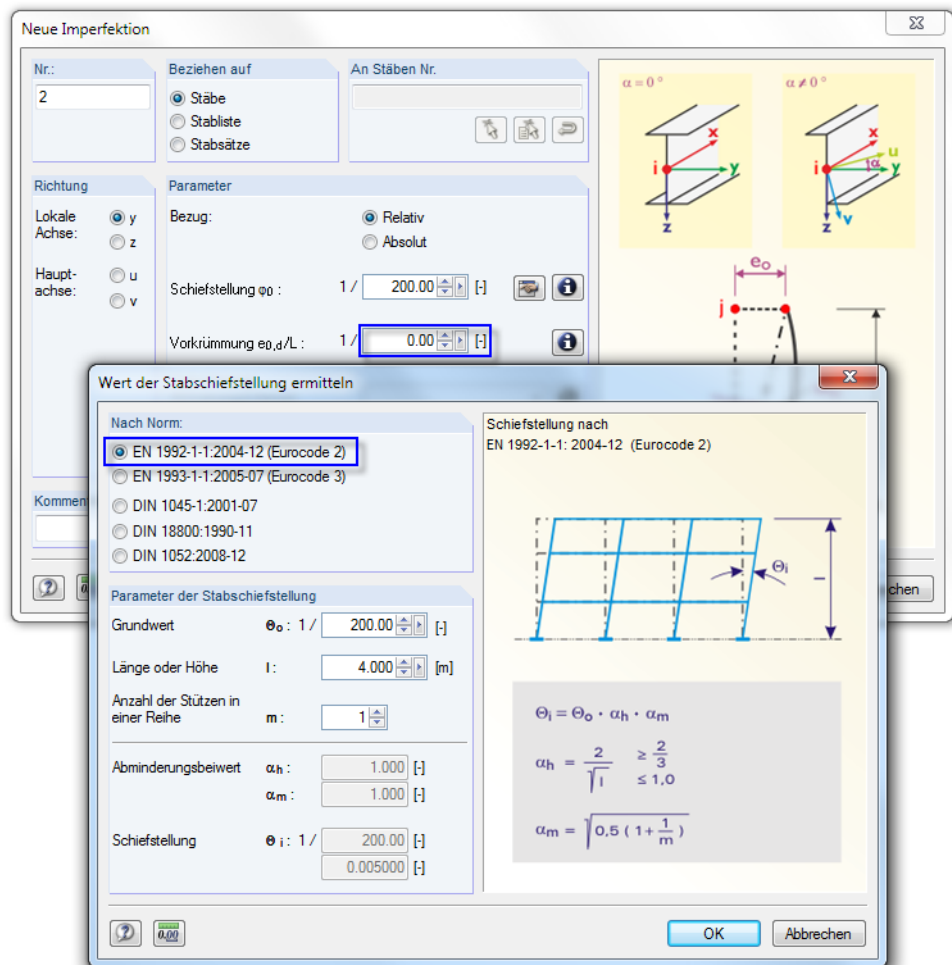 Neue Imperfektion
Nr.:
2
Beziehen auf
Stäbe
Stabliste
Stabsätze
An Stäben Nr.
Richtung
Lokale Achse:
y
z
Haupt-
achse:
u
v
Parameter
Bezug:
Relativ
Absolut
Schiefstellung φ0 : 1 / 200.00 [-]
Vorkrümmung e0,d/L : 1 / 0.00 [-]
α = 0 °
α ≠ 0 °
x
i
y
z
x
u
i
α
y
z
v
e0
j
Wert der Stabschiefstellung ermitteln
Nach Norm:
EN 1992-1-1:2004-12 (Eurocode 2)
EN 1993-1-1:2005-07 (Eurocode 3)
DIN 1045-1:2001-07
DIN 18800:1990-11
DIN 1052:2008-12
Parameter der Stabschiefstellung
Grundwert Θo : 1 / 200.00 [-]
Länge oder Höhe l : 4.000 [m]
Anzahl der Stützen in
einer Reihe m : 1
Abminderungsbeiwert αh : 1.000 [-]
αm : 1.000 [-]
Schiefstellung Θ i : 1 / 200.00 [-]
0.005000 [-]
Schiefstellung nach
EN 1992-1-1: 2004-12 (Eurocode 2)
Θi
l
Θi = Θo · αh · αm
αh = 2/√l ≥ 2/3 ≤ 1,0
αm = √0,5 ( 1+ 1/m )
0.00
OK
Abbrechen
Kommen
chen